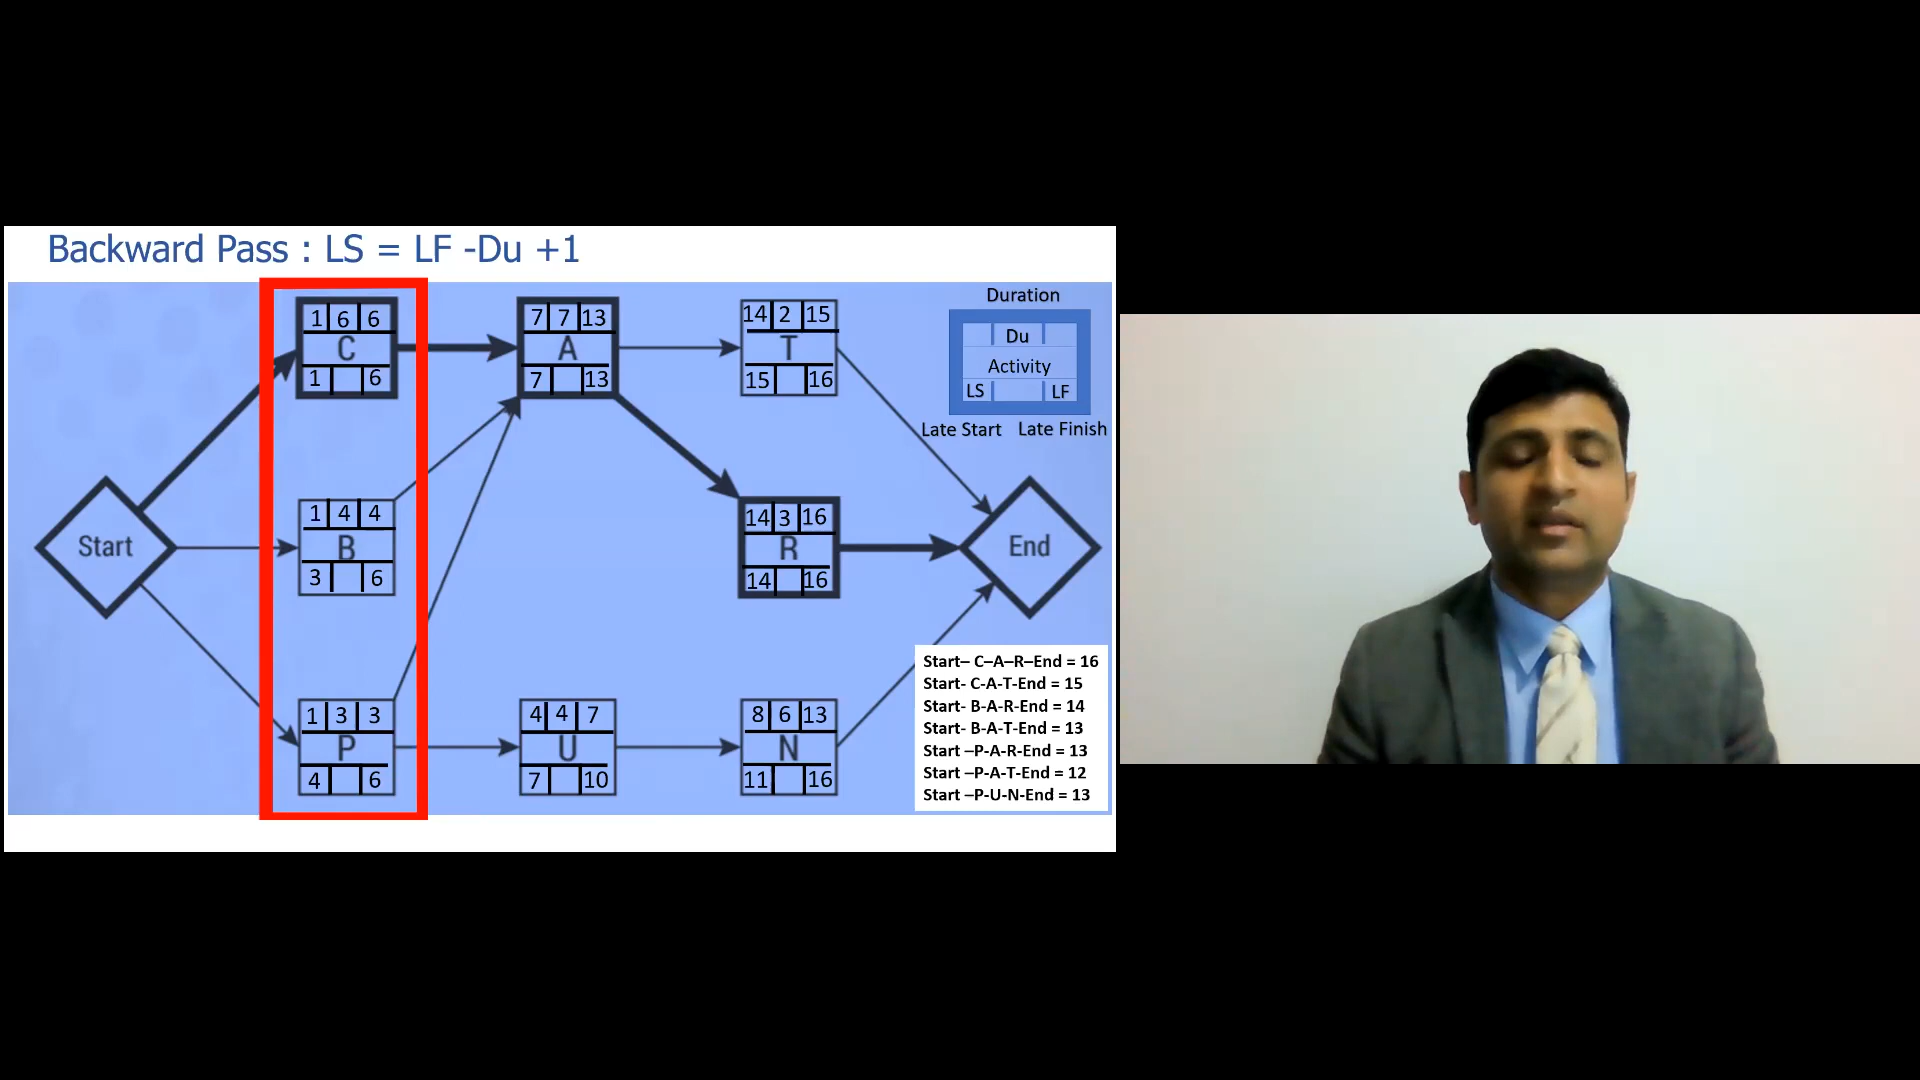 Backward Pass : LS = LF -Du +1
1 6 6
C
1 6
7 7 13
A
7 13
14 2 15
T
15 16
Duration
Du
Activity
LS LF
Late Start Late Finish
Start
1 4 4
B
3 6
14 3 16
R
14 16
End
1 3 3
P
4 6
4 4 7
U
7 10
8 6 13
N
11 16
Start– C–A–R–End = 16
Start- C-A-T-End = 15
Start- B-A-R-End = 14
Start- B-A-T-End = 13
Start –P-A-R-End = 13
Start –P-A-T-End = 12
Start –P-U-N-End = 13